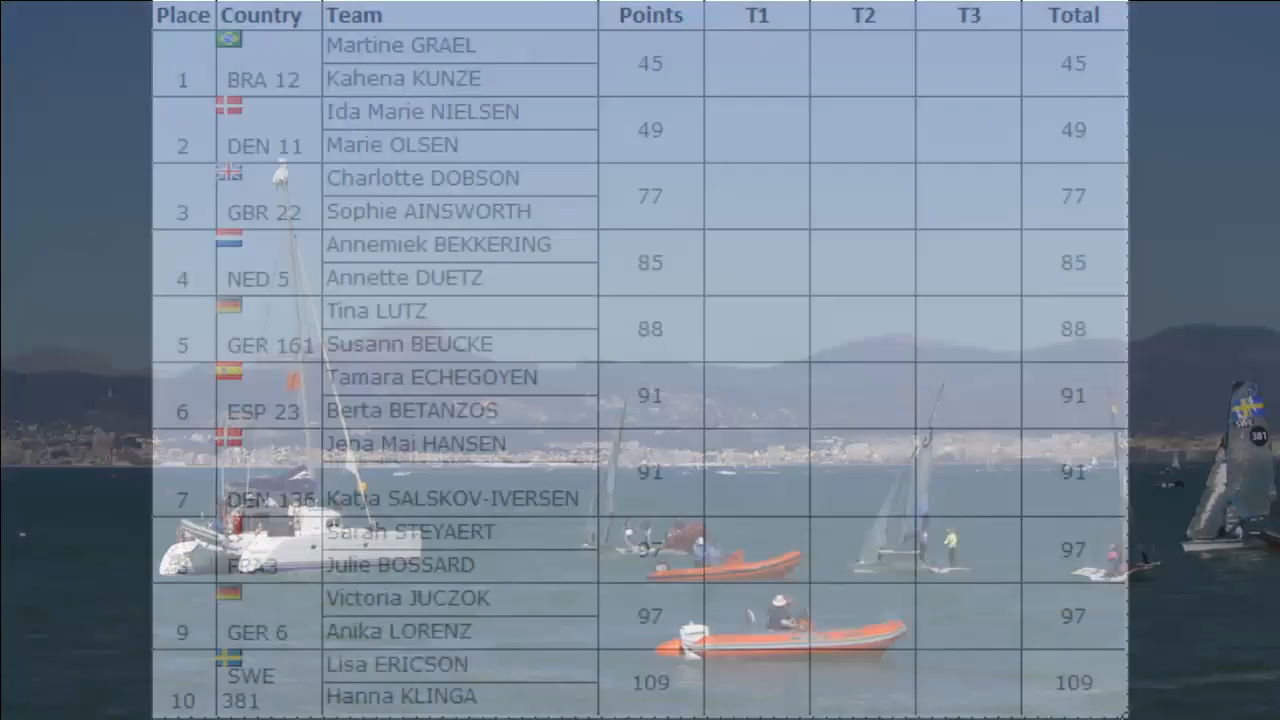 Place Country Team Points T1 T2 T3 Total
Martine GRAEL
1 BRA 12 Kahena KUNZE 45 45
Ida Marie NIELSEN
2 DEN 11 Marie OLSEN 49 49
Charlotte DOBSON
3 GBR 22 Sophie AINSWORTH 77 77
Annemiek BEKKERING
4 NED 5 Annette DUETZ 85 85
Tina LUTZ
5 GER 161 Susann BEUCKE 88 88
Tamara ECHEGOYEN
6 ESP 23 Berta BETANZOS 91 91
Jena Mai HANSEN
7 DEN 136 Katja SALSKOV-IVERSEN 91 91
Sarah STEYAERT
8 FRA3 Julie BOSSARD 97 97
Victoria JUCZOK
9 GER 6 Anika LORENZ 97 97
Lisa ERICSON
SWE
10 381 Hanna KLINGA 109 109
SWE
381